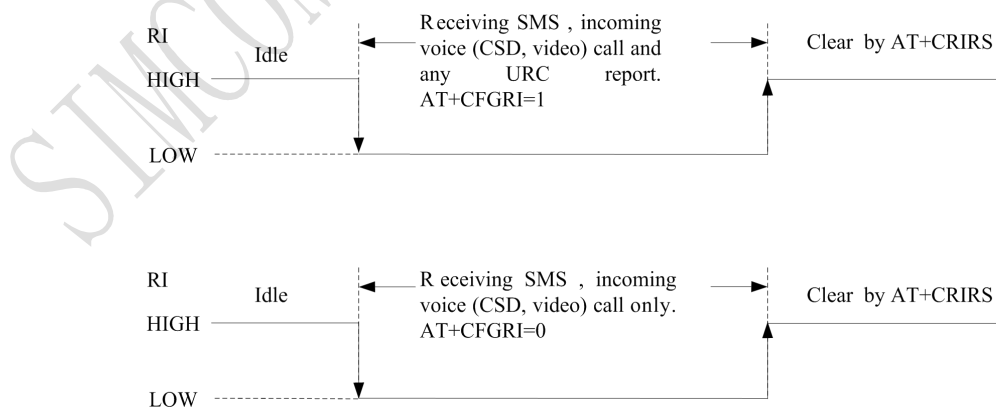 RI
Idle
Receiving SMS , incoming
voice (CSD, video) call and
any URC report.
AT+CFGRI=1
Clear by AT+CRIRS
HIGH
LOW
RI
Idle
R eceiving SMS , incoming
voice (CSD, video) call only.
AT+CFGRI=0
Clear by AT+CRIRS
HIGH
LOW
SIMCOM